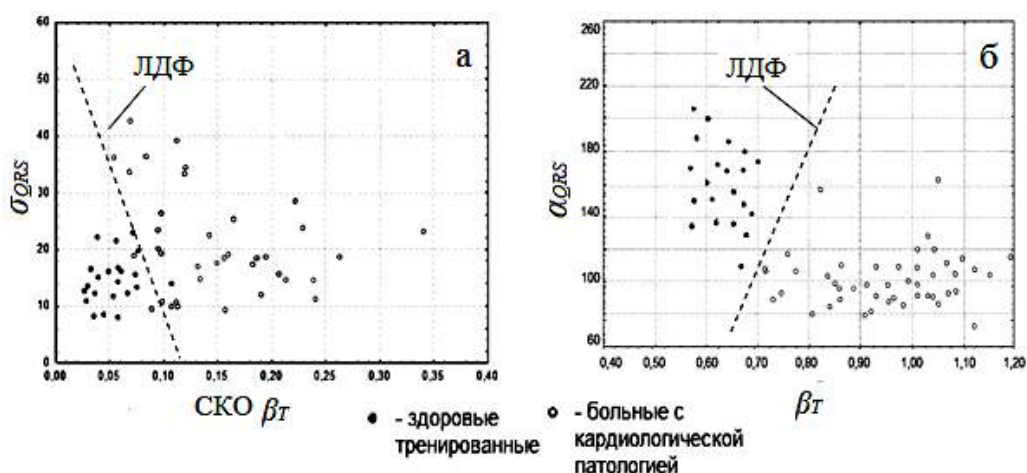 а
б
ЛДФ
ЛДФ
σQRS
60
50
40
30
20
10
0
0,00 0,05 0,10 0,15 0,20 0,25 0,30 0,35 0,40
СКО βT
αQRS
220
180
140
100
60
0,40 0,50 0,60 0,70 0,80 0,90 1,00 1,10 1,20
βT
- здоровые
тренированные
- больные с
кардиологической
патологией